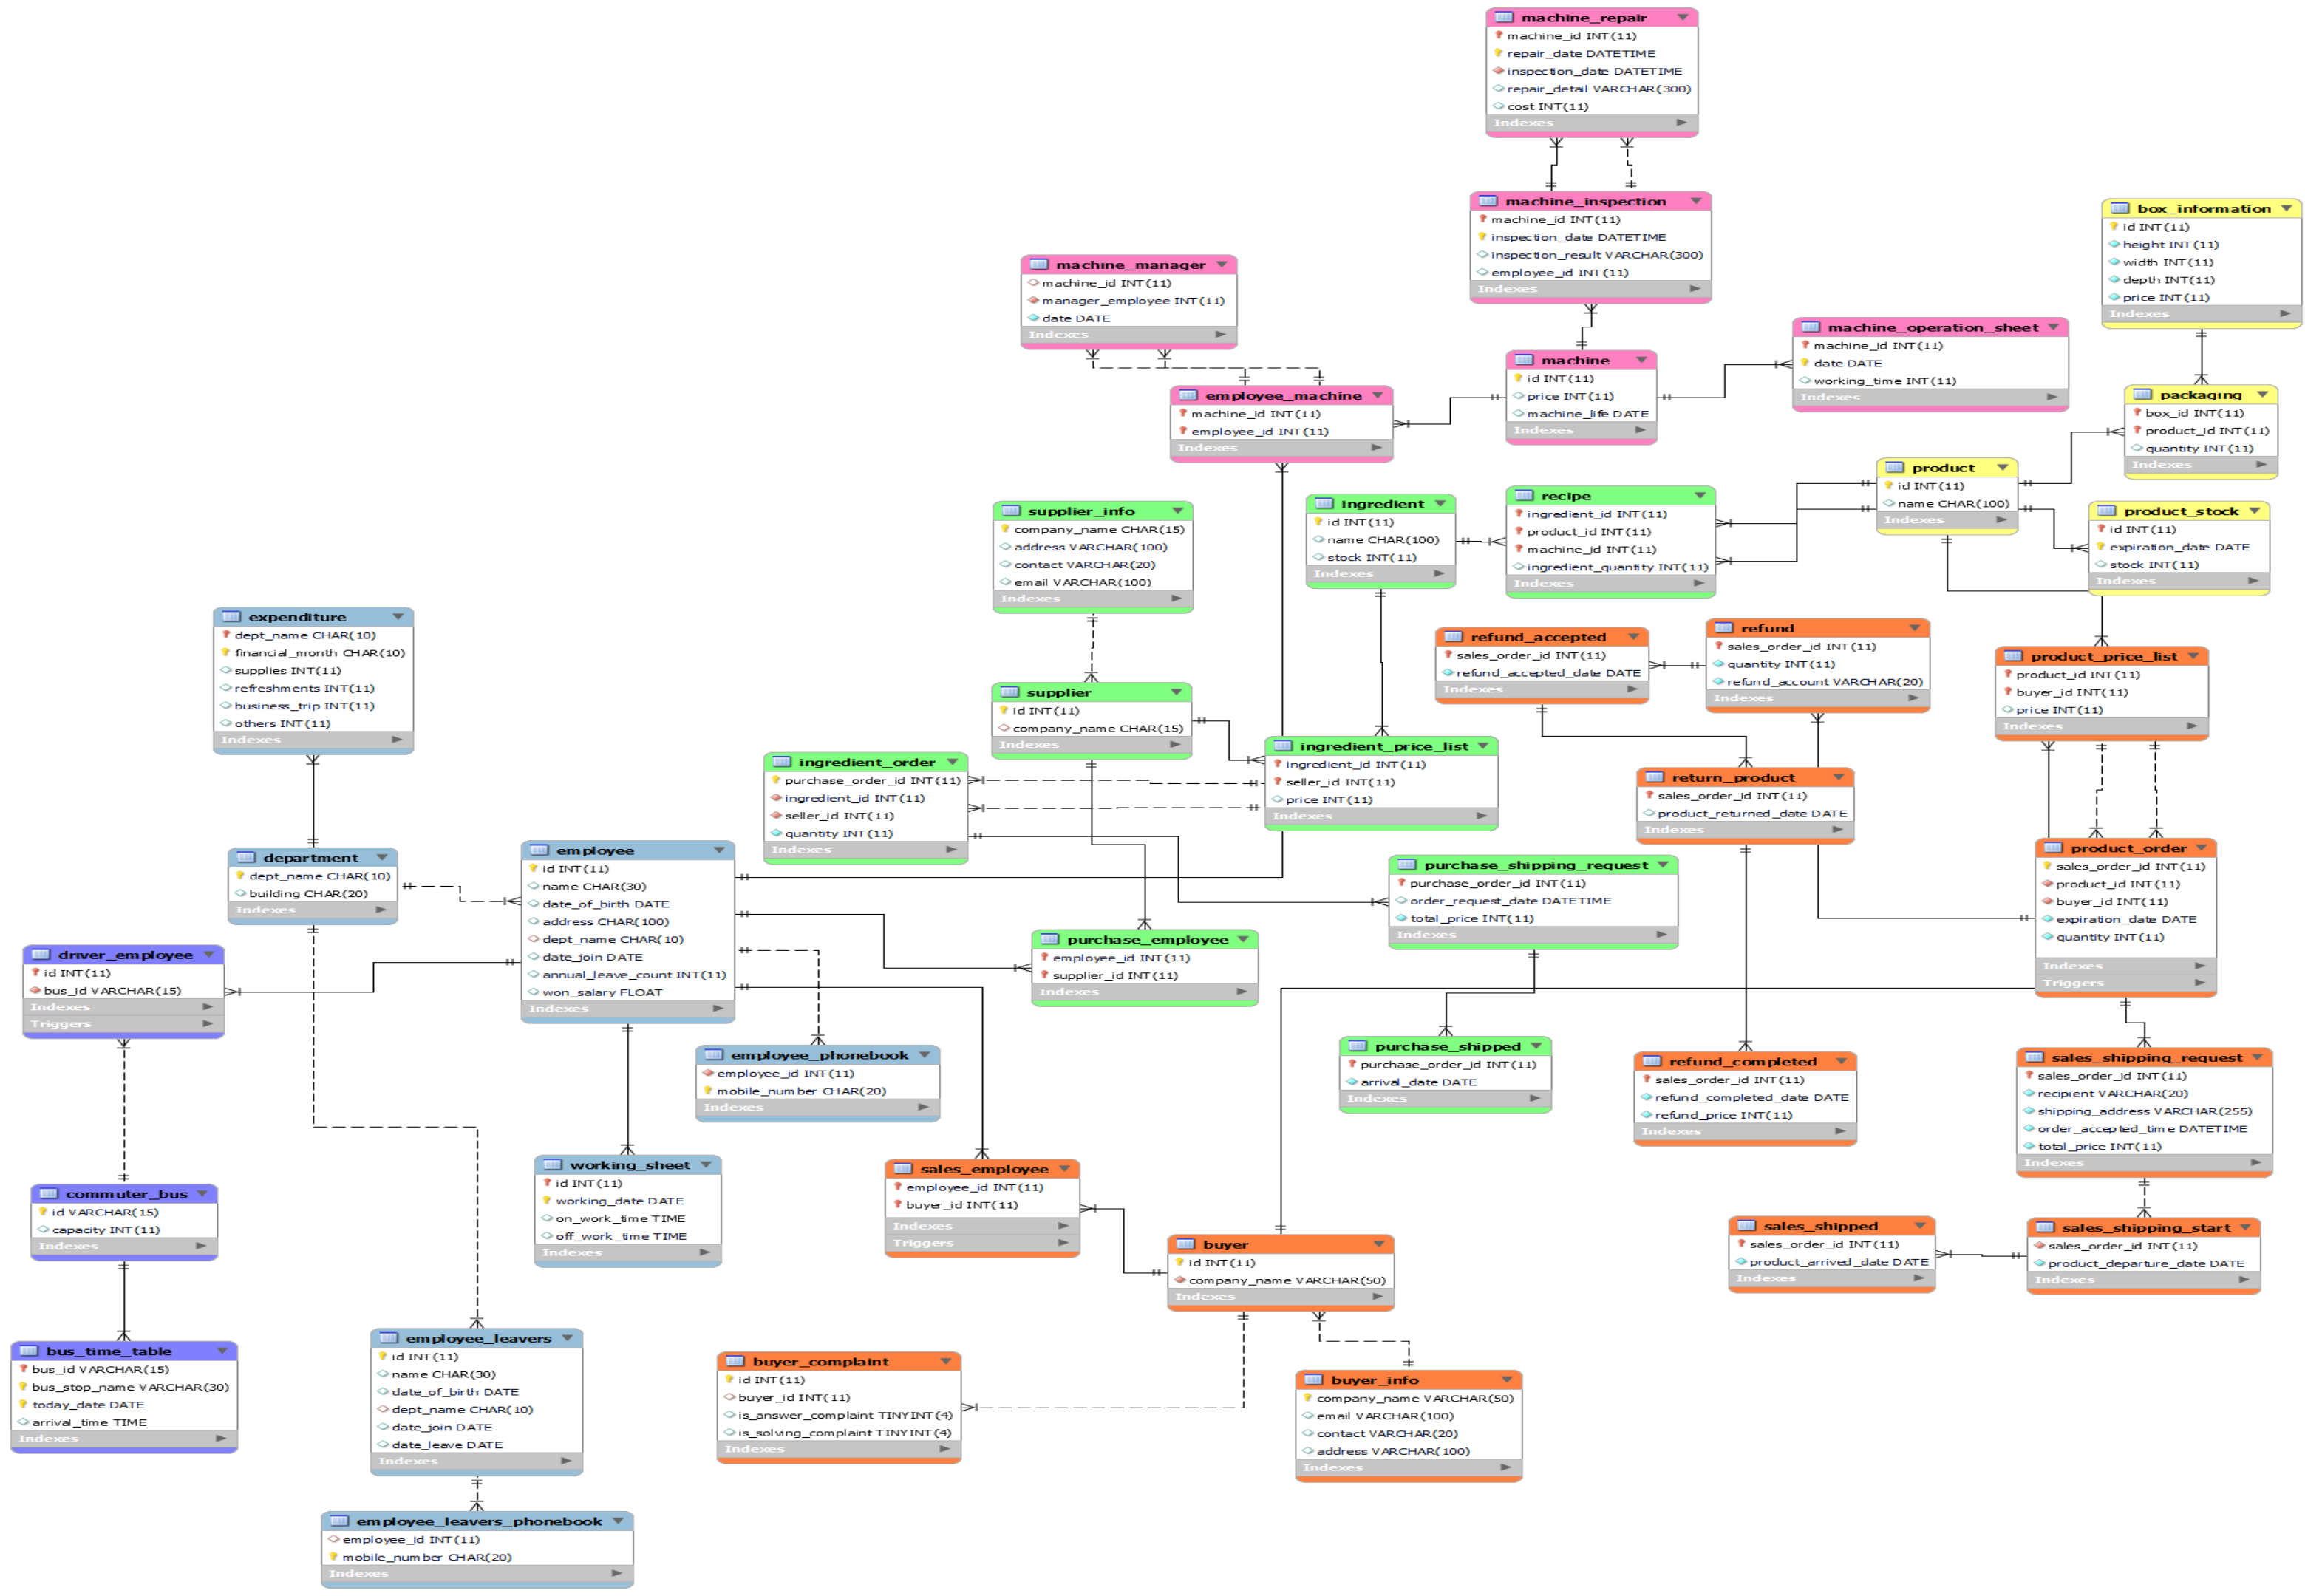 machine_repair
machine_id INT(11)
repair_date DATETIME
inspection_date DATETIME
repair_detail VARCHAR(300)
cost INT(11)
Indexes
machine_inspection
machine_id INT(11)
inspection_date DATETIME
inspection_result VARCHAR(300)
employee_id INT(11)
Indexes
box_information
id INT(11)
height INT(11)
width INT(11)
depth INT(11)
price INT(11)
Indexes
machine_manager
machine_id INT(11)
manager_employee INT(11)
date DATE
Indexes
machine_operation_sheet
machine_id INT(11)
date DATE
working_time INT(11)
Indexes
machine
id INT(11)
price INT(11)
machine_life DATE
Indexes
employee_machine
machine_id INT(11)
employee_id INT(11)
Indexes
packaging
box_id INT(11)
product_id INT(11)
quantity INT(11)
Indexes
product
id INT(11)
name CHAR(100)
Indexes
recipe
ingredient_id INT(11)
product_id INT(11)
machine_id INT(11)
ingredient_quantity INT(11)
Indexes
ingredient
id INT(11)
name CHAR(100)
stock INT(11)
Indexes
supplier_info
company_name CHAR(15)
address VARCHAR(100)
contact VARCHAR(20)
email VARCHAR(100)
Indexes
product_stock
id INT(11)
expiration_date DATE
stock INT(11)
Indexes
expenditure
dept_name CHAR(10)
financial_month CHAR(10)
supplies INT(11)
refreshments INT(11)
business_trip INT(11)
others INT(11)
Indexes
refund_accepted
sales_order_id INT(11)
refund_accepted_date DATE
Indexes
refund
sales_order_id INT(11)
quantity INT(11)
refund_account VARCHAR(20)
Indexes
product_price_list
product_id INT(11)
buyer_id INT(11)
price INT(11)
Indexes
supplier
id INT(11)
company_name CHAR(15)
Indexes
ingredient_price_list
ingredient_id INT(11)
seller_id INT(11)
price INT(11)
Indexes
ingredient_order
purchase_order_id INT(11)
ingredient_id INT(11)
seller_id INT(11)
quantity INT(11)
Indexes
return_product
sales_order_id INT(11)
product_returned_date DATE
Indexes
department
dept_name CHAR(10)
building CHAR(20)
Indexes
employee
id INT(11)
name CHAR(30)
date_of_birth DATE
address CHAR(100)
dept_name CHAR(10)
date_join DATE
annual_leave_count INT(11)
won_salary FLOAT
Indexes
purchase_shipping_request
purchase_order_id INT(11)
order_request_date DATETIME
total_price INT(11)
Indexes
product_order
sales_order_id INT(11)
product_id INT(11)
buyer_id INT(11)
expiration_date DATE
quantity INT(11)
Indexes
Triggers
driver_employee
id INT(11)
bus_id VARCHAR(15)
Indexes
Triggers
purchase_employee
employee_id INT(11)
supplier_id INT(11)
Indexes
employee_phonebook
employee_id INT(11)
mobile_number CHAR(20)
Indexes
purchase_shipped
purchase_order_id INT(11)
arrival_date DATE
Indexes
refund_completed
sales_order_id INT(11)
refund_completed_date DATE
refund_price INT(11)
Indexes
sales_shipping_request
sales_order_id INT(11)
recipient VARCHAR(20)
shipping_address VARCHAR(255)
order_accepted_time DATETIME
total_price INT(11)
Indexes
commuter_bus
id VARCHAR(15)
capacity INT(11)
Indexes
working_sheet
id INT(11)
working_date DATE
on_work_time TIME
off_work_time TIME
Indexes
sales_employee
employee_id INT(11)
buyer_id INT(11)
Indexes
Triggers
buyer
id INT(11)
company_name VARCHAR(50)
Indexes
sales_shipped
sales_order_id INT(11)
product_arrived_date DATE
Indexes
sales_shipping_start
sales_order_id INT(11)
product_departure_date DATE
Indexes
bus_time_table
bus_id VARCHAR(15)
bus_stop_name VARCHAR(30)
today_date DATE
arrival_time TIME
Indexes
employee_leavers
id INT(11)
name CHAR(30)
date_of_birth DATE
dept_name CHAR(10)
date_join DATE
date_leave DATE
Indexes
buyer_complaint
id INT(11)
buyer_id INT(11)
is_answer_complaint TINYINT(4)
is_solving_complaint TINYINT(4)
Indexes
buyer_info
company_name VARCHAR(50)
email VARCHAR(100)
contact VARCHAR(20)
address VARCHAR(100)
Indexes
employee_leavers_phonebook
employee_id INT(11)
mobile_number CHAR(20)
Indexes